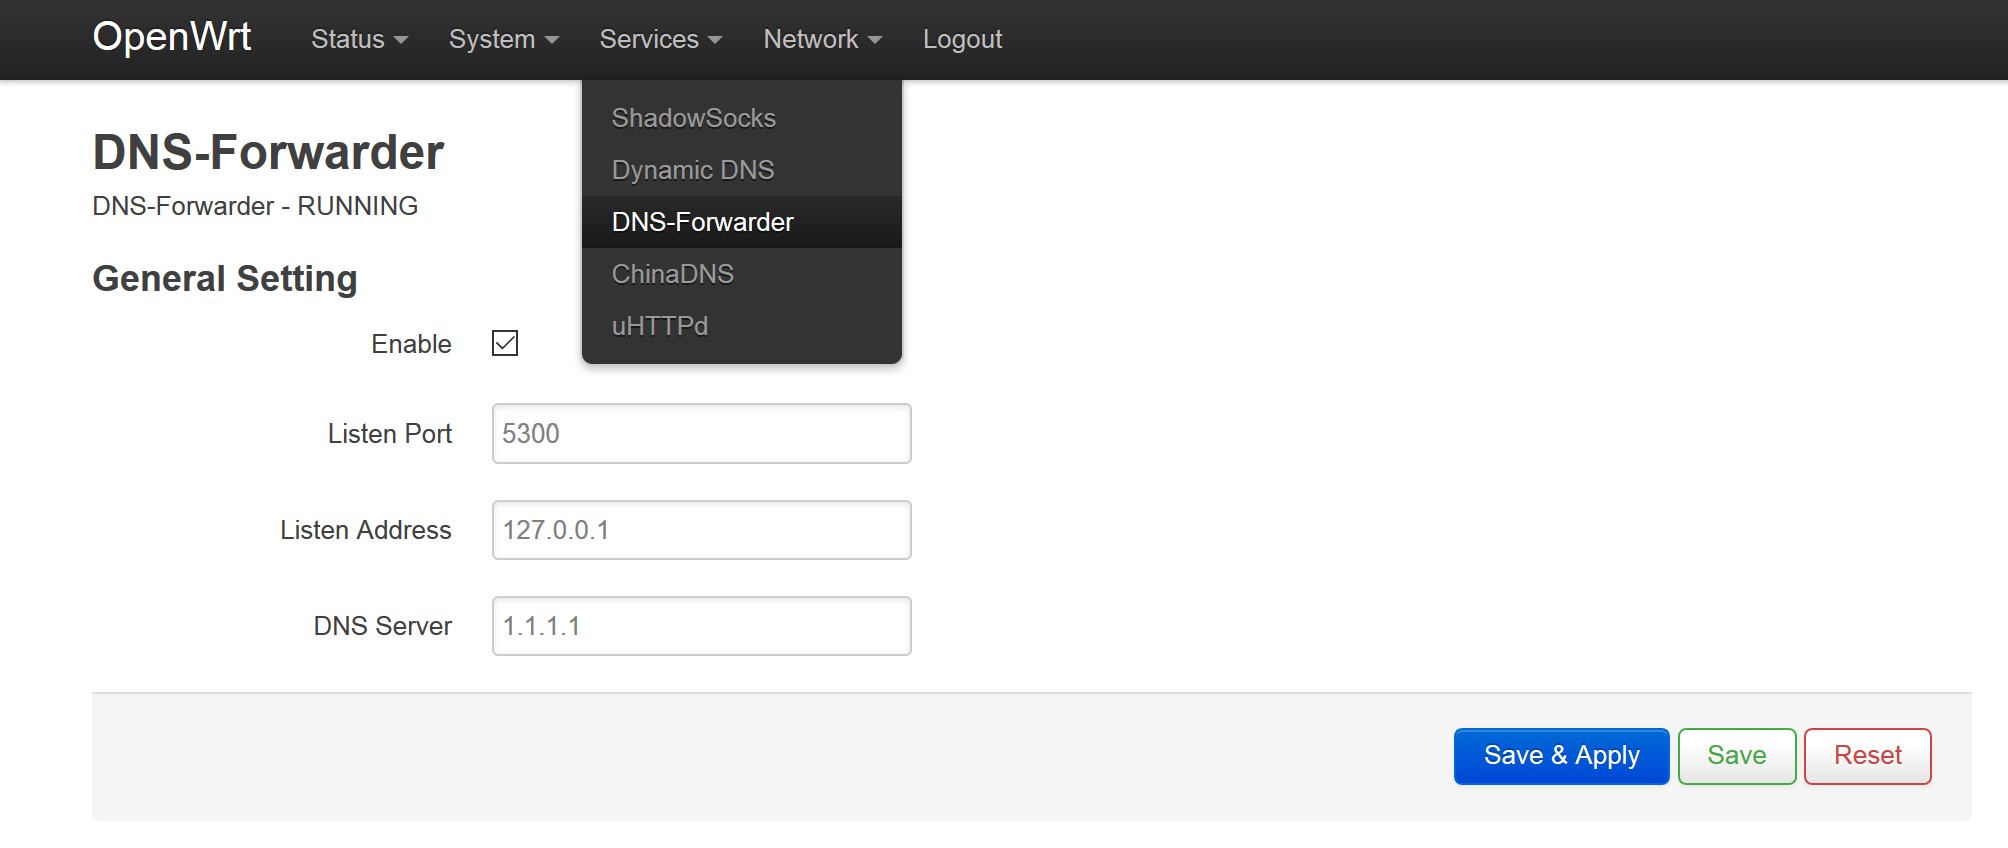 OpenWrt Status System Services Network Logout
ShadowSocks
Dynamic DNS
DNS-Forwarder
ChinaDNS
uHTTPd
DNS-Forwarder
DNS-Forwarder - RUNNING
General Setting
Enable
Listen Port 5300
Listen Address 127.0.0.1
DNS Server 1.1.1.1
Save & Apply Save Reset